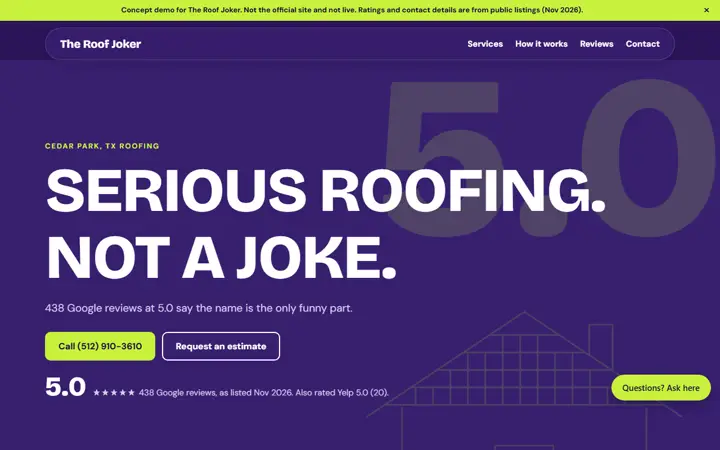 Concept demo for The Roof Joker. Not the official site and not live. Ratings and contact details are from public listings (Nov 2026). ×
The Roof Joker
Services How it works Reviews Contact
5.0
CEDAR PARK, TX ROOFING
SERIOUS ROOFING.
NOT A JOKE.
438 Google reviews at 5.0 say the name is the only funny part.
Call (512) 910-3610 Request an estimate
5.0 ★★★★★ 438 Google reviews, as listed Nov 2026. Also rated Yelp 5.0 (20).
Questions? Ask here